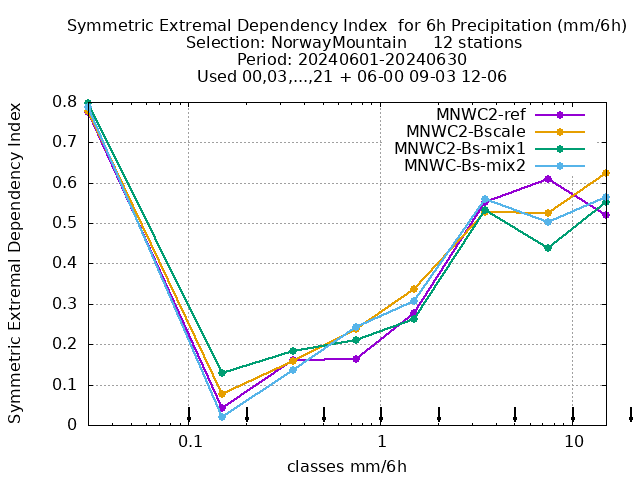 Symmetric Extremal Dependency Index  for 6h Precipitation (mm/6h)
Selection: NorwayMountain     12 stations
Period: 20240601-20240630
Used 00,03,...,21 + 06-00 09-03 12-06
MNWC2-ref
MNWC2-Bscale
MNWC2-Bs-mix1
MNWC-Bs-mix2
Symmetric Extremal Dependency Index
0.8
0.7
0.6
0.5
0.4
0.3
0.2
0.1
0
0.1 1 10
classes mm/6h